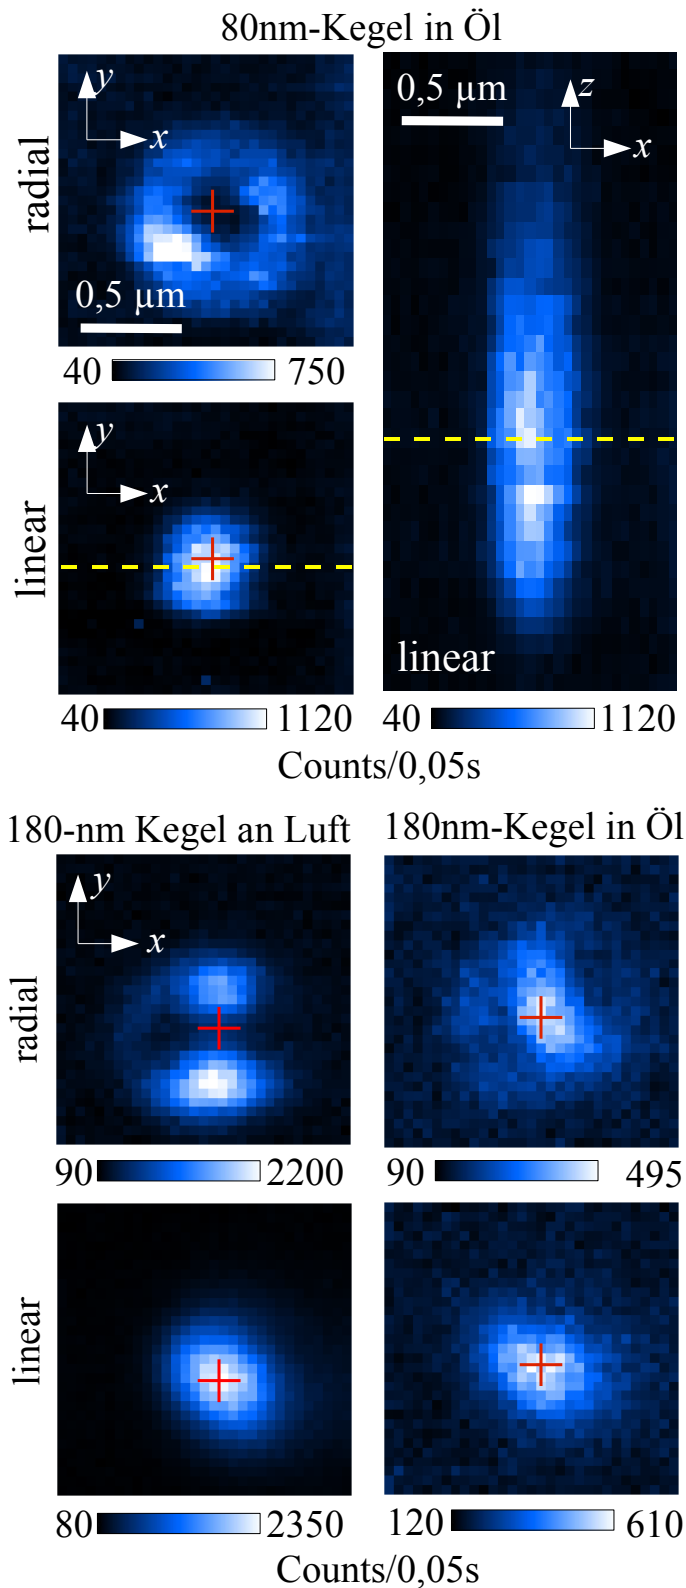 80nm-Kegel in Öl
y
x
0,5 µm
radial
40 750
z
x
0,5 µm
linear
40 1120
y
x
linear
40 1120
Counts/0,05s
180-nm Kegel an Luft
180nm-Kegel in Öl
y
x
radial
90 2200
90 495
linear
80 2350
120 610
Counts/0,05s